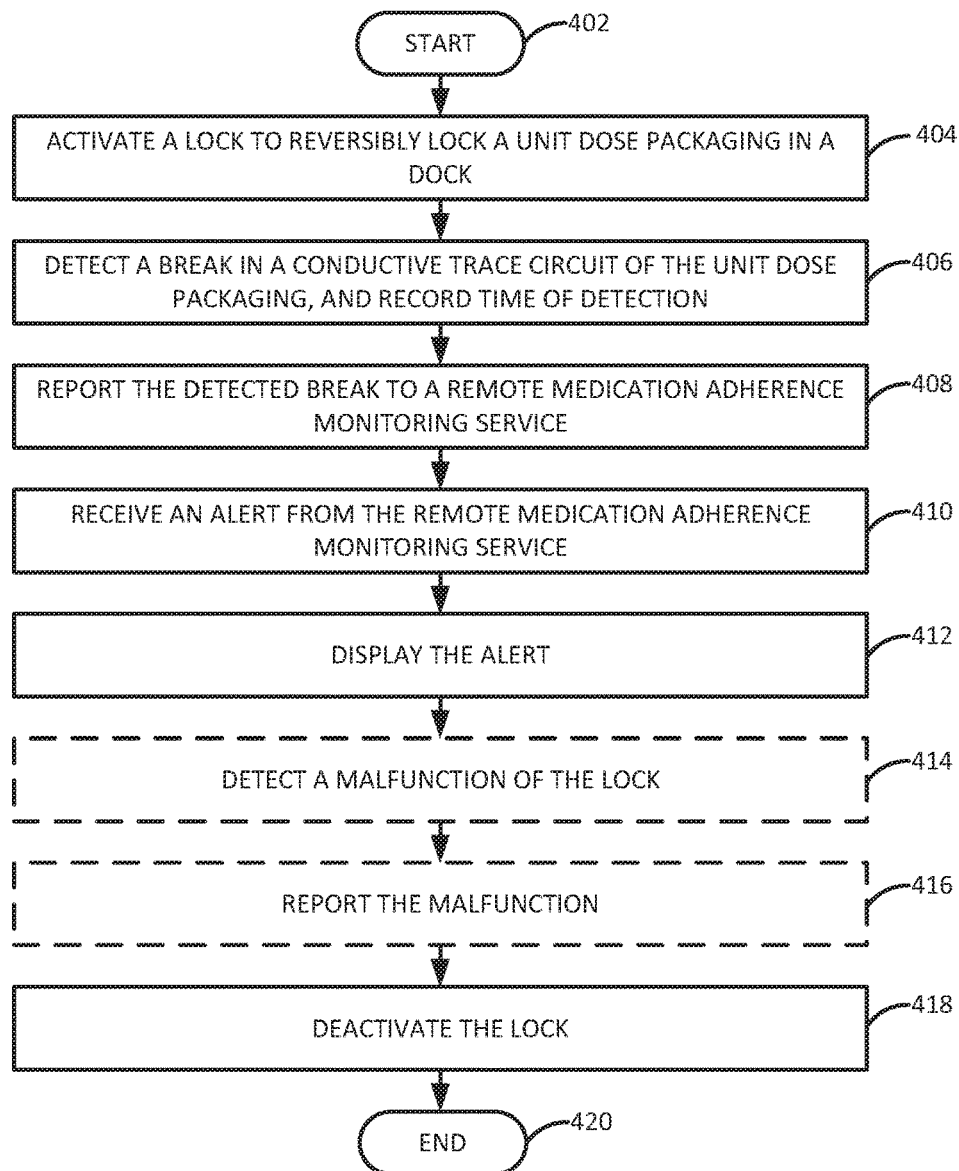 START
402
ACTIVATE A LOCK TO REVERSIBLY LOCK A UNIT DOSE PACKAGING IN A
DOCK
404
DETECT A BREAK IN A CONDUCTIVE TRACE CIRCUIT OF THE UNIT DOSE
PACKAGING, AND RECORD TIME OF DETECTION
406
REPORT THE DETECTED BREAK TO A REMOTE MEDICATION ADHERENCE
MONITORING SERVICE
408
RECEIVE AN ALERT FROM THE REMOTE MEDICATION ADHERENCE
MONITORING SERVICE
410
DISPLAY THE ALERT
412
DETECT A MALFUNCTION OF THE LOCK
414
REPORT THE MALFUNCTION
416
DEACTIVATE THE LOCK
418
END
420